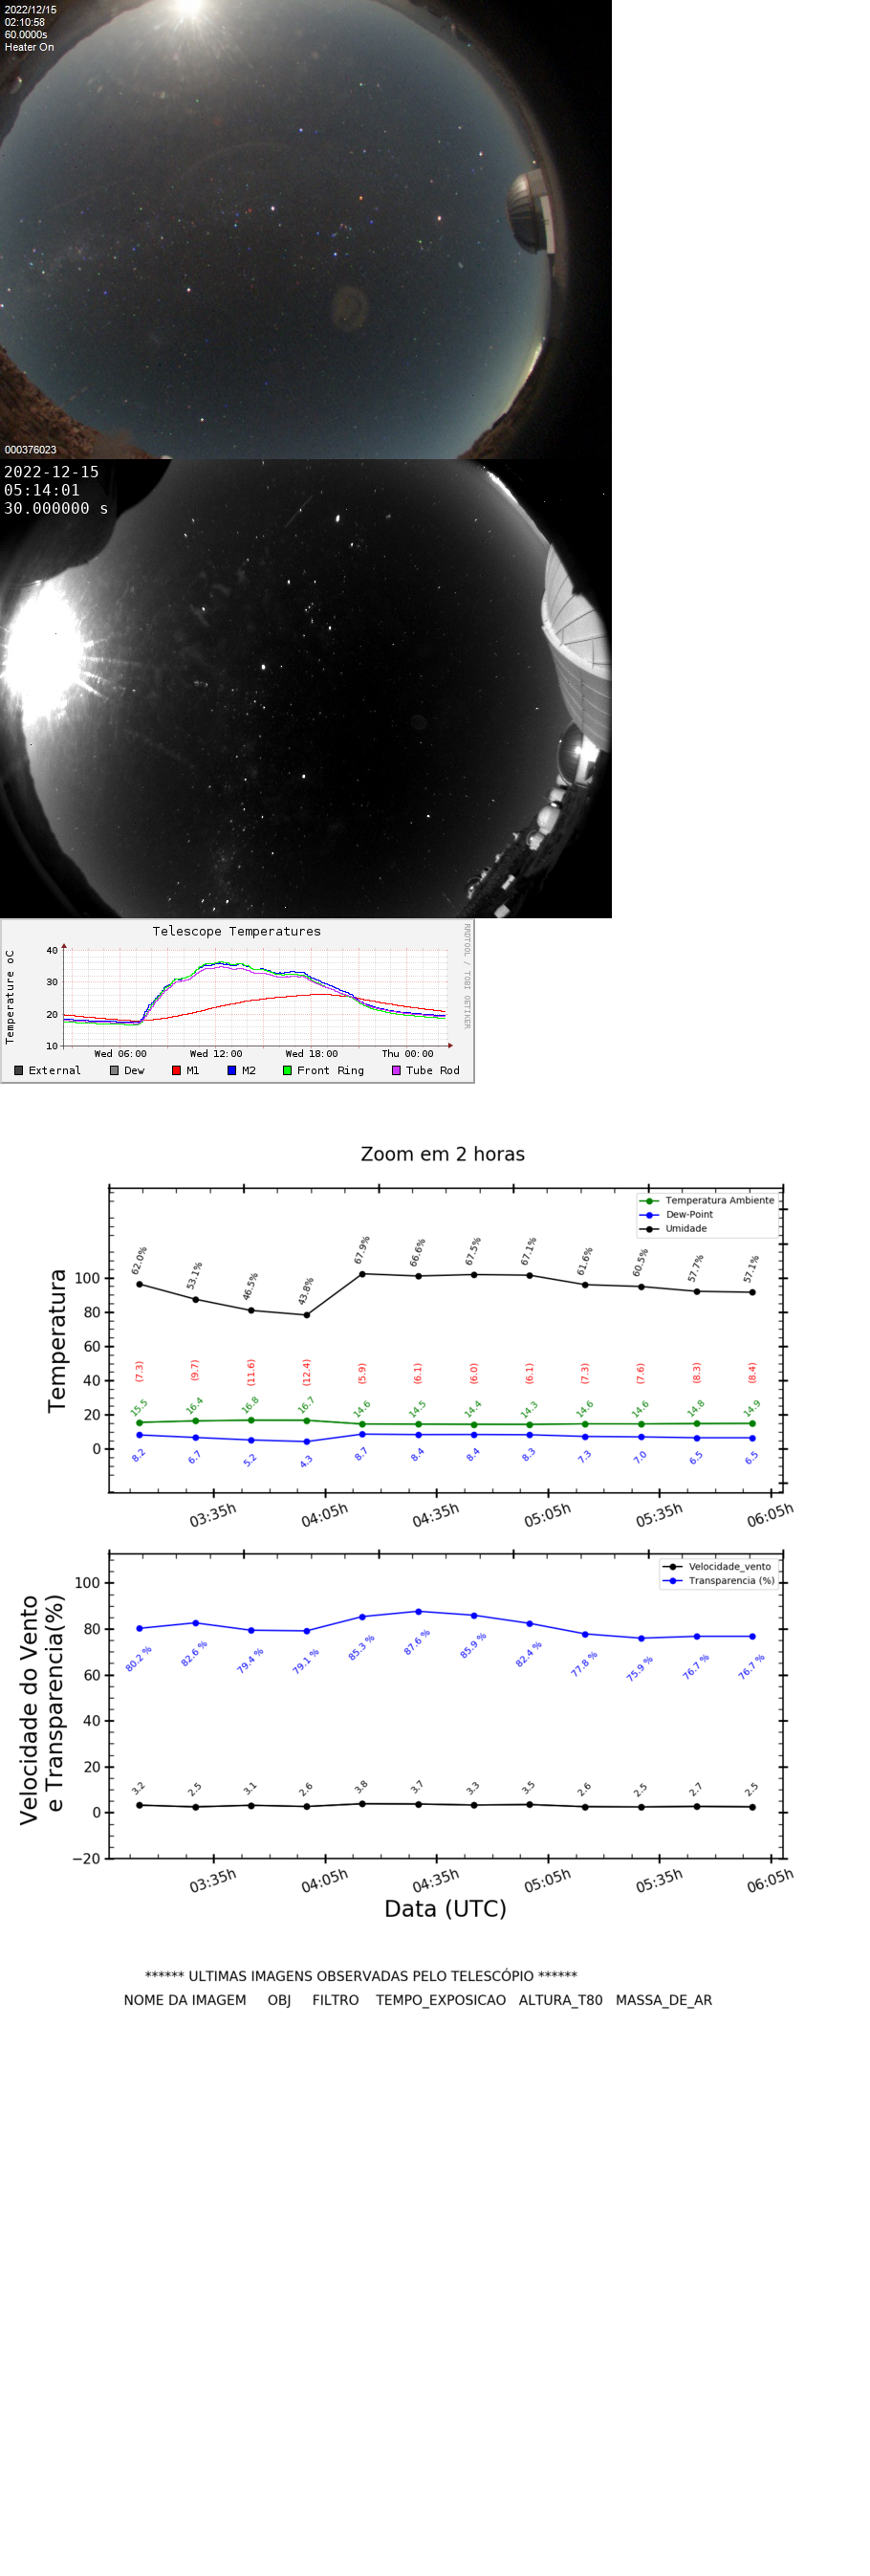 2022/12/15
02:10:58
60.0000s
Heater On
000376023
2022-12-15
05:14:01
30.000000 s
Telescope Temperatures
Temperature oC
40
30
20
10
Wed 06:00 Wed 12:00 Wed 18:00 Thu 00:00
External Dew M1 M2 Front Ring Tube Rod
RRDTOOL / TOBI OETIKER
Zoom em 2 horas
Temperatura Ambiente
Dew-Point
Umidade
Temperatura
100
80
60
40
20
0
62.0% 53.1% 46.5% 43.8% 67.9% 66.6% 67.5% 67.1% 61.6% 60.5% 57.7% 57.1%
(7.3) (9.7) (11.6) (12.4) (5.9) (6.1) (6.0) (6.1) (7.3) (7.6) (8.3) (8.4)
15.5 16.4 16.8 16.7 14.6 14.5 14.4 14.3 14.6 14.6 14.8 14.9
8.2 6.7 5.2 4.3 8.7 8.4 8.4 8.3 7.3 7.0 6.5 6.5
03:35h 04:05h 04:35h 05:05h 05:35h 06:05h
Velocidade_vento
Transparencia (%)
Velocidade do Vento
e Transparencia(%)
100
80
60
40
20
0
−20
80.2 % 82.6 % 79.4 % 79.1 % 85.3 % 87.6 % 85.9 % 82.4 % 77.8 % 75.9 % 76.7 % 76.7 %
3.2 2.5 3.1 2.6 3.8 3.7 3.3 3.5 2.6 2.5 2.7 2.5
03:35h 04:05h 04:35h 05:05h 05:35h 06:05h
Data (UTC)
****** ULTIMAS IMAGENS OBSERVADAS PELO TELESCÓPIO ******
NOME DA IMAGEM OBJ FILTRO TEMPO_EXPOSICAO ALTURA_T80 MASSA_DE_AR